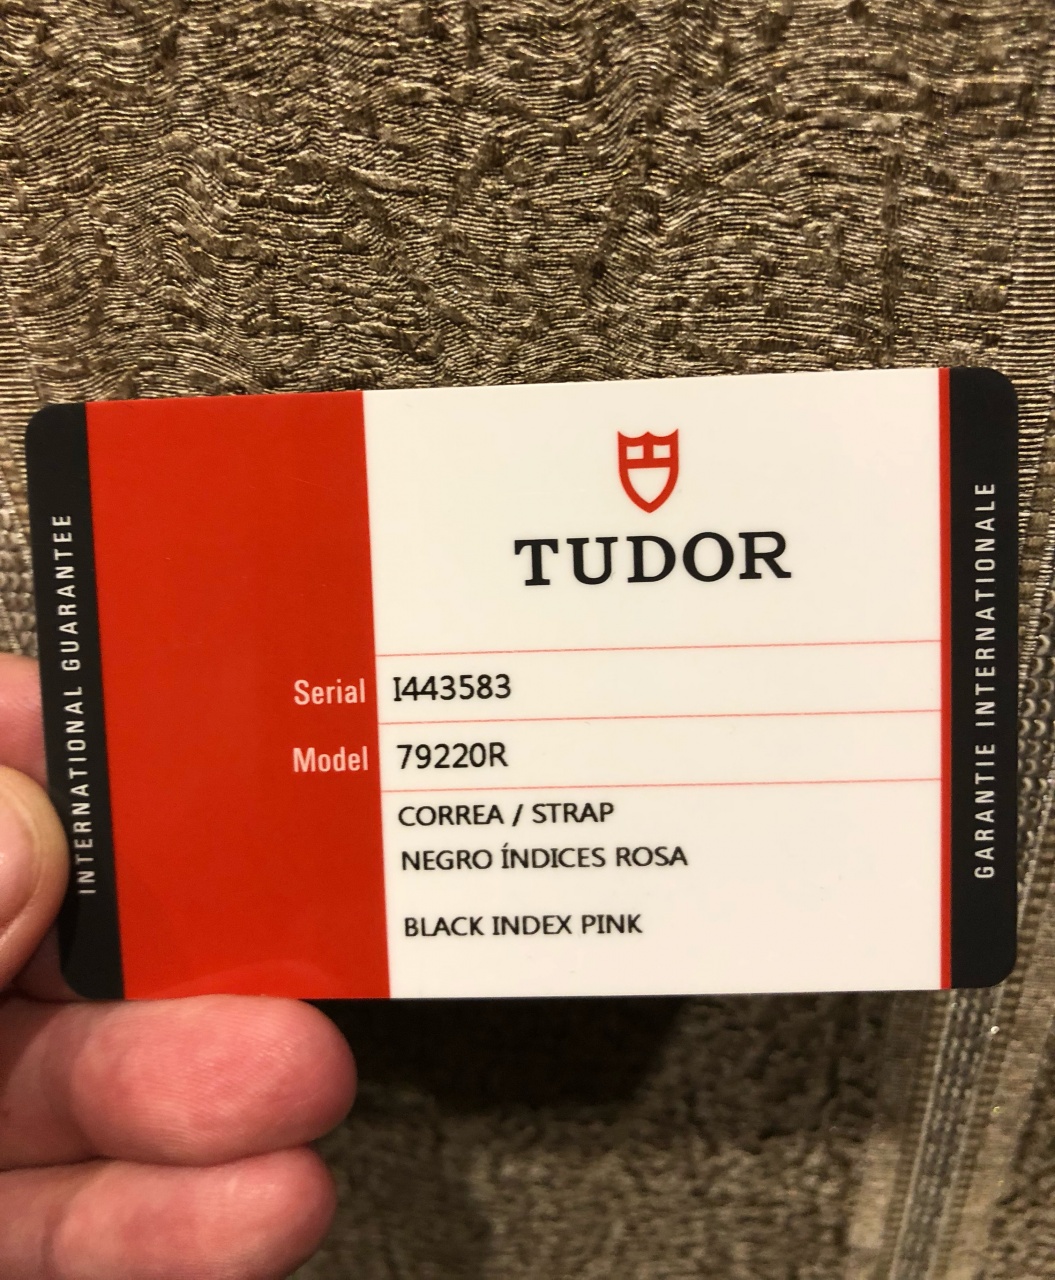 INTERNATIONAL GUARANTEE
TUDOR
Serial I443583
Model 79220R
CORREA / STRAP
NEGRO ÍNDICES ROSA
BLACK INDEX PINK
GARANTIE INTERNATIONALE